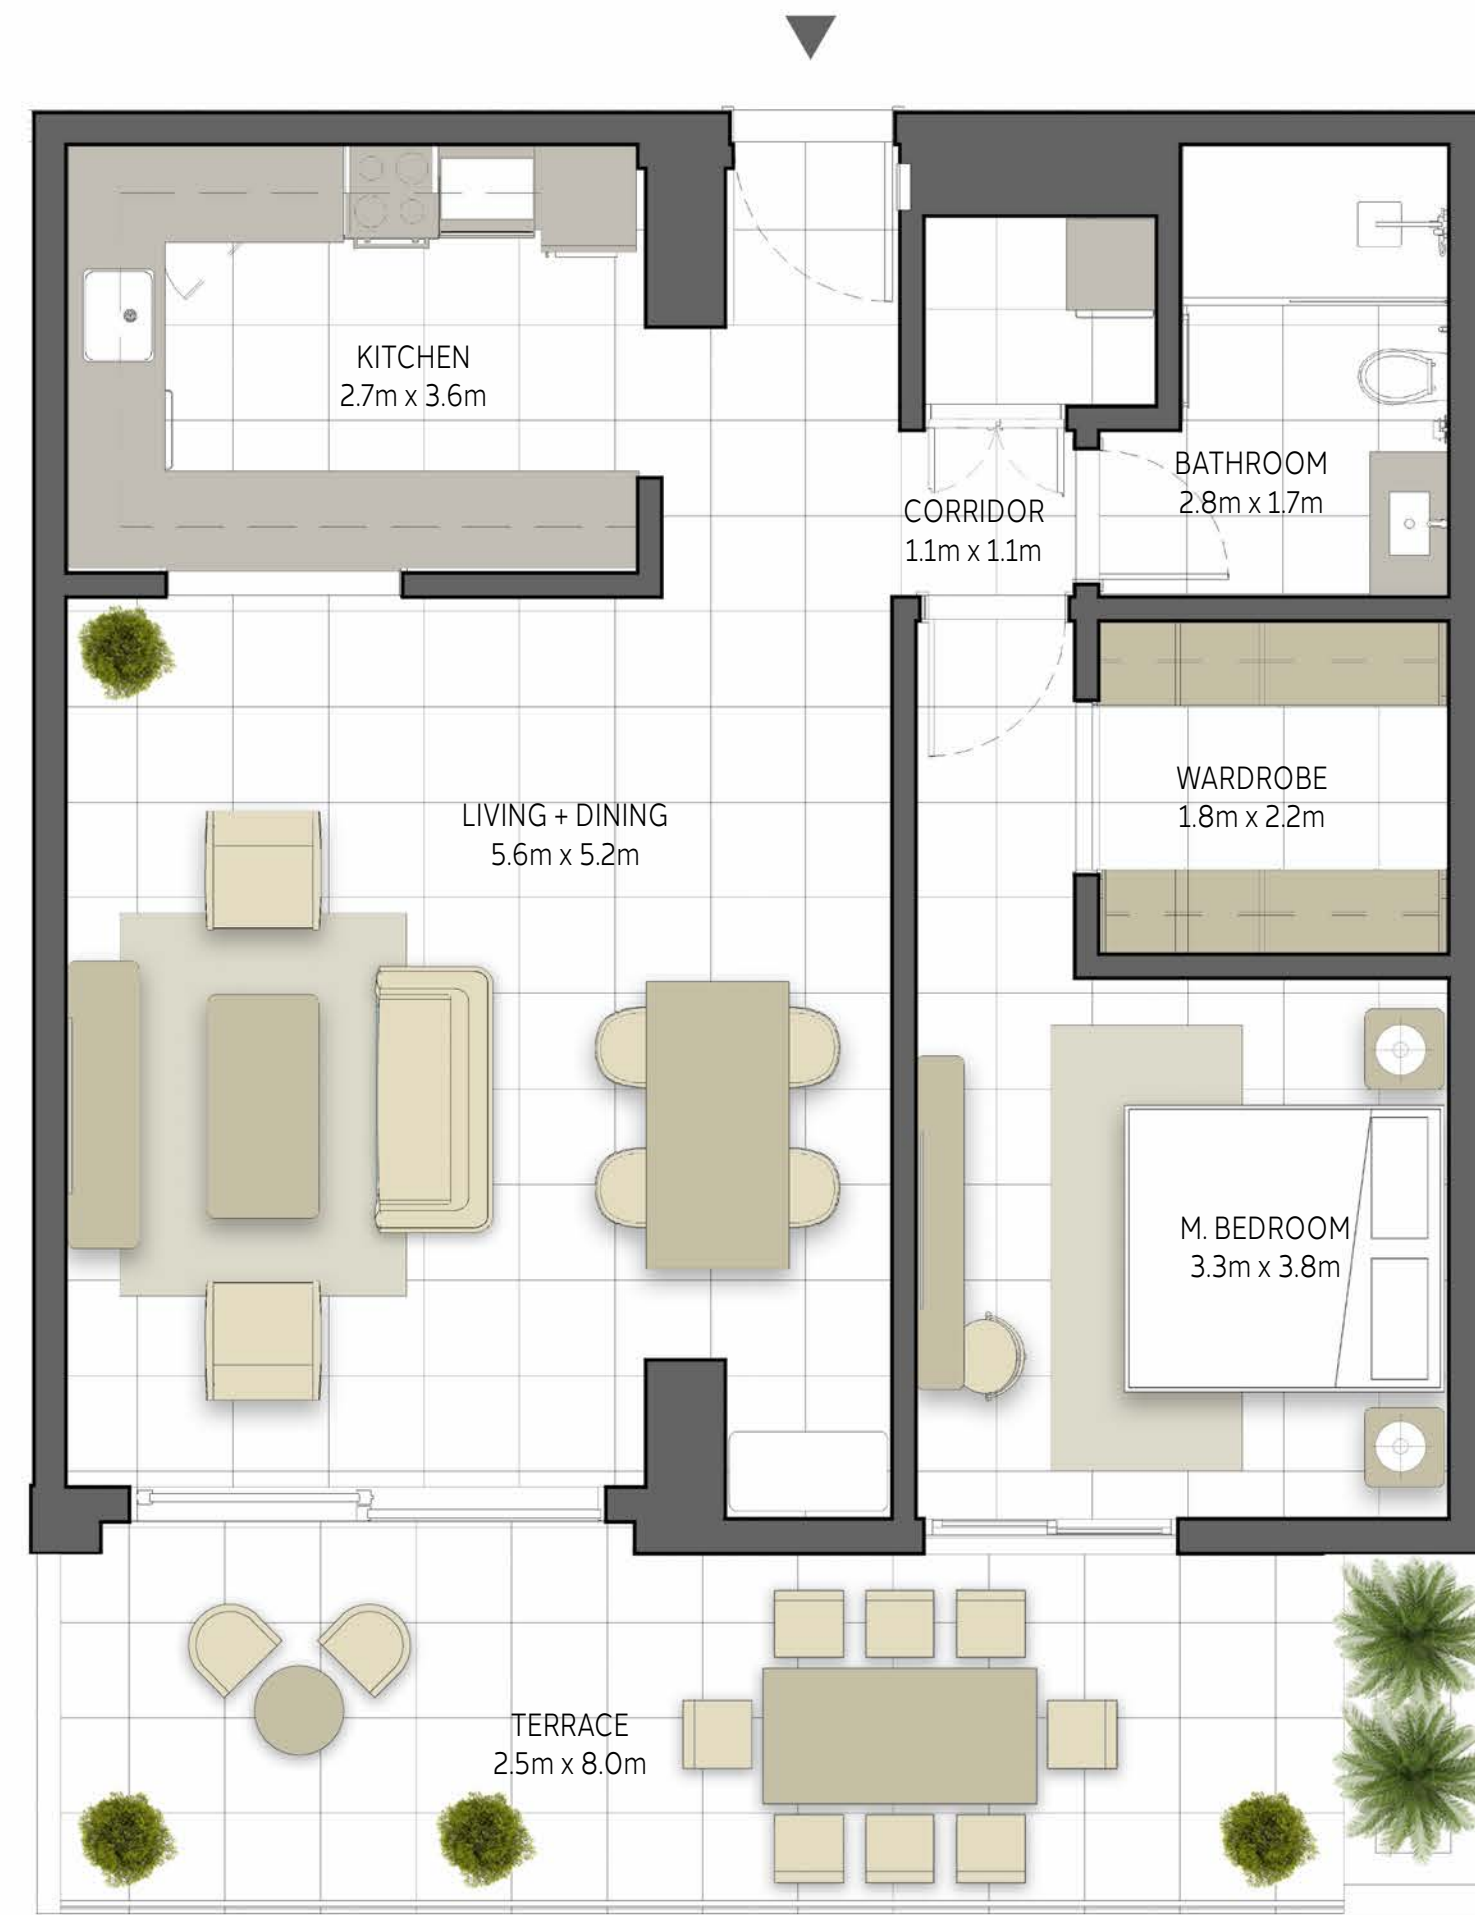 KITCHEN
2.7m x 3.6m
BATHROOM
2.8m x 1.7m
CORRIDOR
1.1m x 1.1m
WARDROBE
1.8m x 2.2m
LIVING + DINING
5.6m x 5.2m
M. BEDROOM
3.3m x 3.8m
TERRACE
2.5m x 8.0m